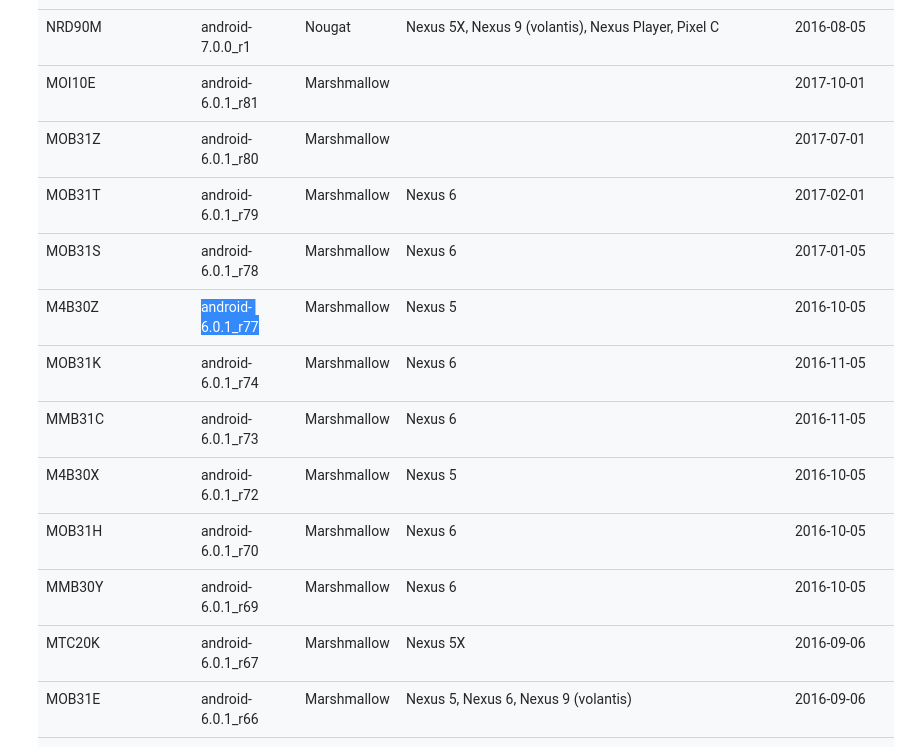 NRD90M android- Nougat Nexus 5X, Nexus 9 (volantis), Nexus Player, Pixel C 2016-08-05
7.0.0_r1
MOI10E android- Marshmallow 2017-10-01
6.0.1_r81
MOB31Z android- Marshmallow 2017-07-01
6.0.1_r80
MOB31T android- Marshmallow Nexus 6 2017-02-01
6.0.1_r79
MOB31S android- Marshmallow Nexus 6 2017-01-05
6.0.1_r78
M4B30Z android- Marshmallow Nexus 5 2016-10-05
6.0.1_r77
MOB31K android- Marshmallow Nexus 6 2016-11-05
6.0.1_r74
MMB31C android- Marshmallow Nexus 6 2016-11-05
6.0.1_r73
M4B30X android- Marshmallow Nexus 5 2016-10-05
6.0.1_r72
MOB31H android- Marshmallow Nexus 6 2016-10-05
6.0.1_r70
MMB30Y android- Marshmallow Nexus 6 2016-10-05
6.0.1_r69
MTC20K android- Marshmallow Nexus 5X 2016-09-06
6.0.1_r67
MOB31E android- Marshmallow Nexus 5, Nexus 6, Nexus 9 (volantis) 2016-09-06
6.0.1_r66